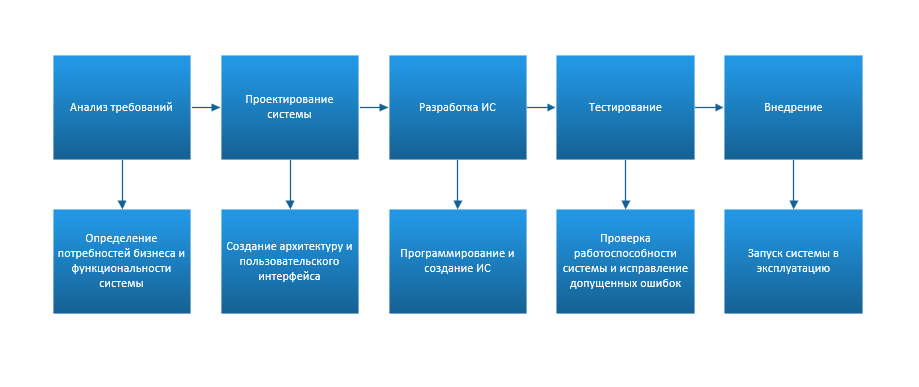 Анализ требований
Проектирование
системы
Разработка ИС
Тестирование
Внедрение
Определение
потребностей бизнеса и
функциональности
системы
Создание архитектуру и
пользовательского
интерфейса
Программирование и
создание ИС
Проверка
работоспособности
системы и исправление
допущенных ошибок
Запуск системы в
эксплуатацию